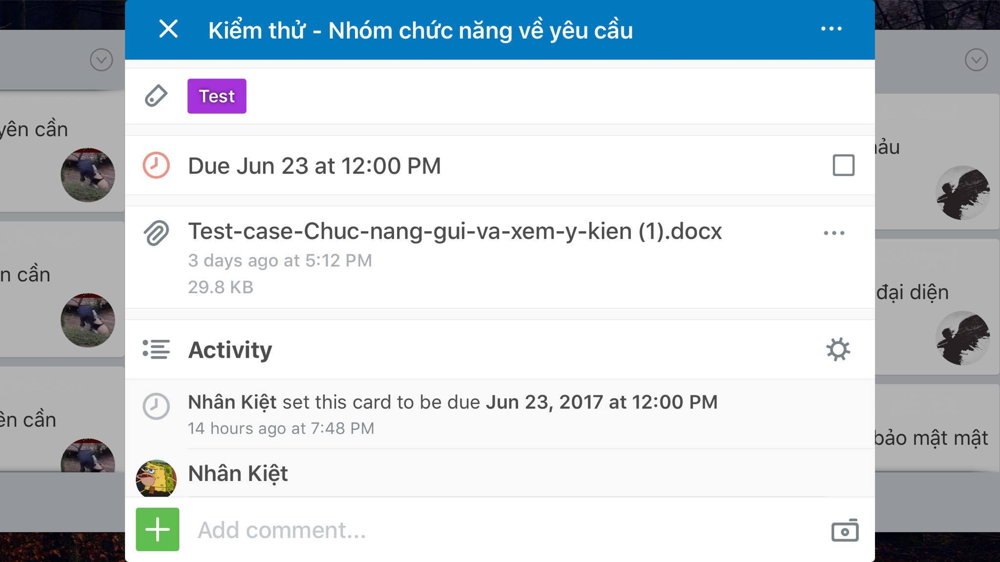 Kiểm thử - Nhóm chức năng về yêu cầu
Test
Due Jun 23 at 12:00 PM
Test-case-Chuc-nang-gui-va-xem-y-kien (1).docx
3 days ago at 5:12 PM
29.8 KB
Activity
Nhân Kiệt set this card to be due Jun 23, 2017 at 12:00 PM
14 hours ago at 7:48 PM
Nhân Kiệt
Add comment...
cần
cần
cần
đại diện
bảo mật mật